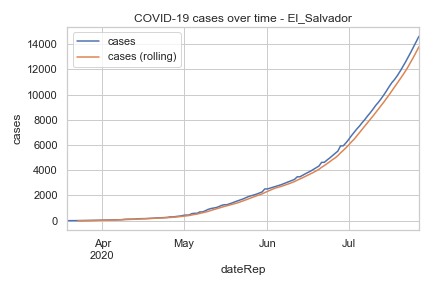 COVID-19 cases over time - El_Salvador
cases
cases (rolling)
14000
12000
10000
8000
6000
4000
2000
0
cases
Apr
2020
May
Jun
Jul
dateRep